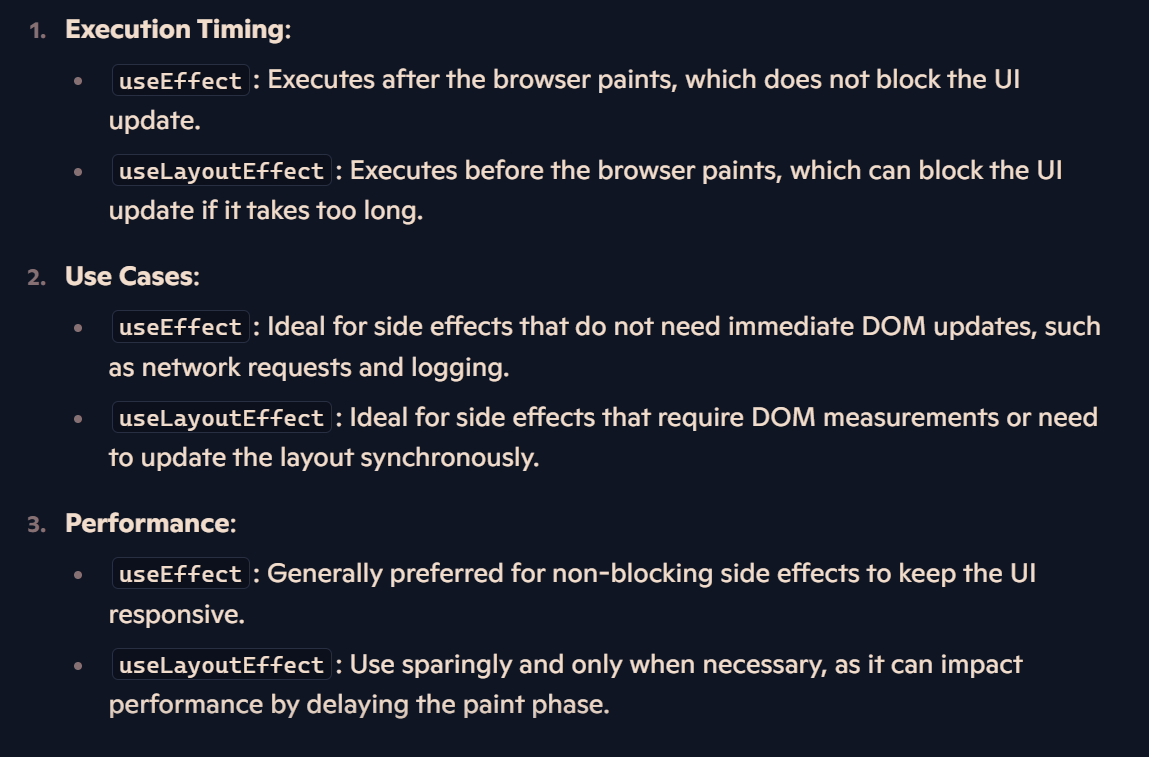 1. Execution Timing:
• useEffect: Executes after the browser paints, which does not block the UI
update.
• useLayoutEffect: Executes before the browser paints, which can block the UI
update if it takes too long.
2. Use Cases:
• useEffect: Ideal for side effects that do not need immediate DOM updates, such
as network requests and logging.
• useLayoutEffect: Ideal for side effects that require DOM measurements or need
to update the layout synchronously.
3. Performance:
• useEffect: Generally preferred for non-blocking side effects to keep the UI
responsive.
• useLayoutEffect: Use sparingly and only when necessary, as it can impact
performance by delaying the paint phase.